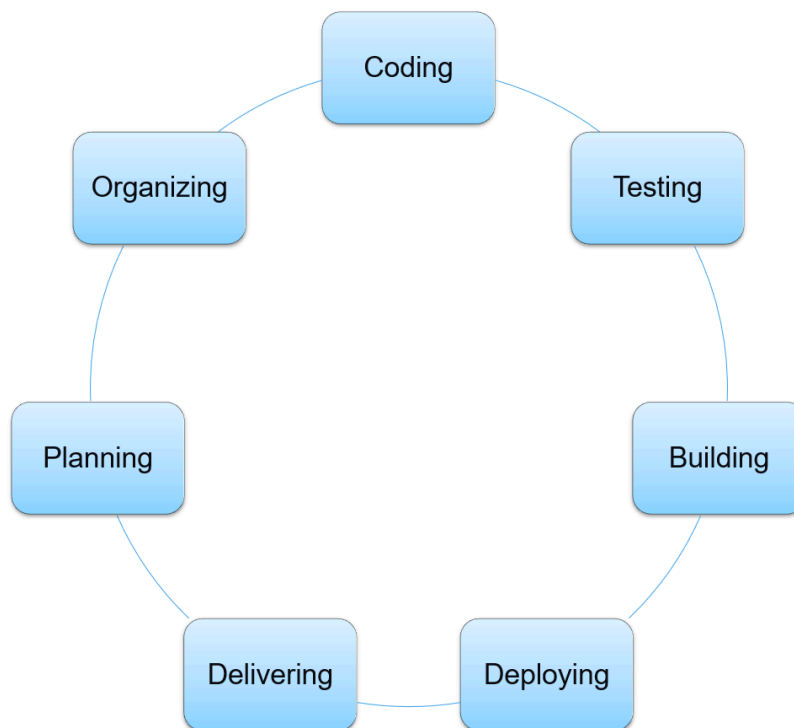 Coding
Testing
Building
Deploying
Delivering
Planning
Organizing